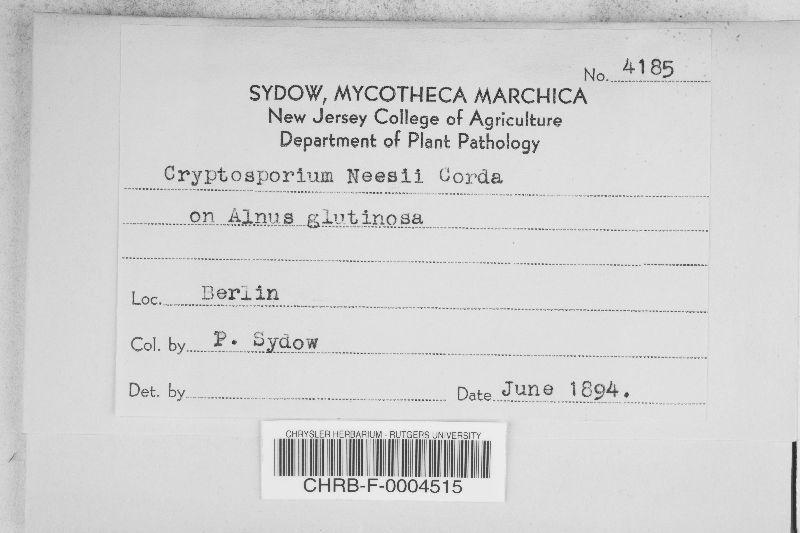 No. 4185
SYDOW, MYCOTHECA MARCHICA
New Jersey College of Agriculture
Department of Plant Pathology
Cryptosporium Neesii Corda
on Alnus glutinosa
Loc. Berlin
Col. by P. Sydow
Det. by Date June 1894.
CHRYSLER HERBARIUM - RUTGERS UNIVERSITY
CHRB-F-0004515